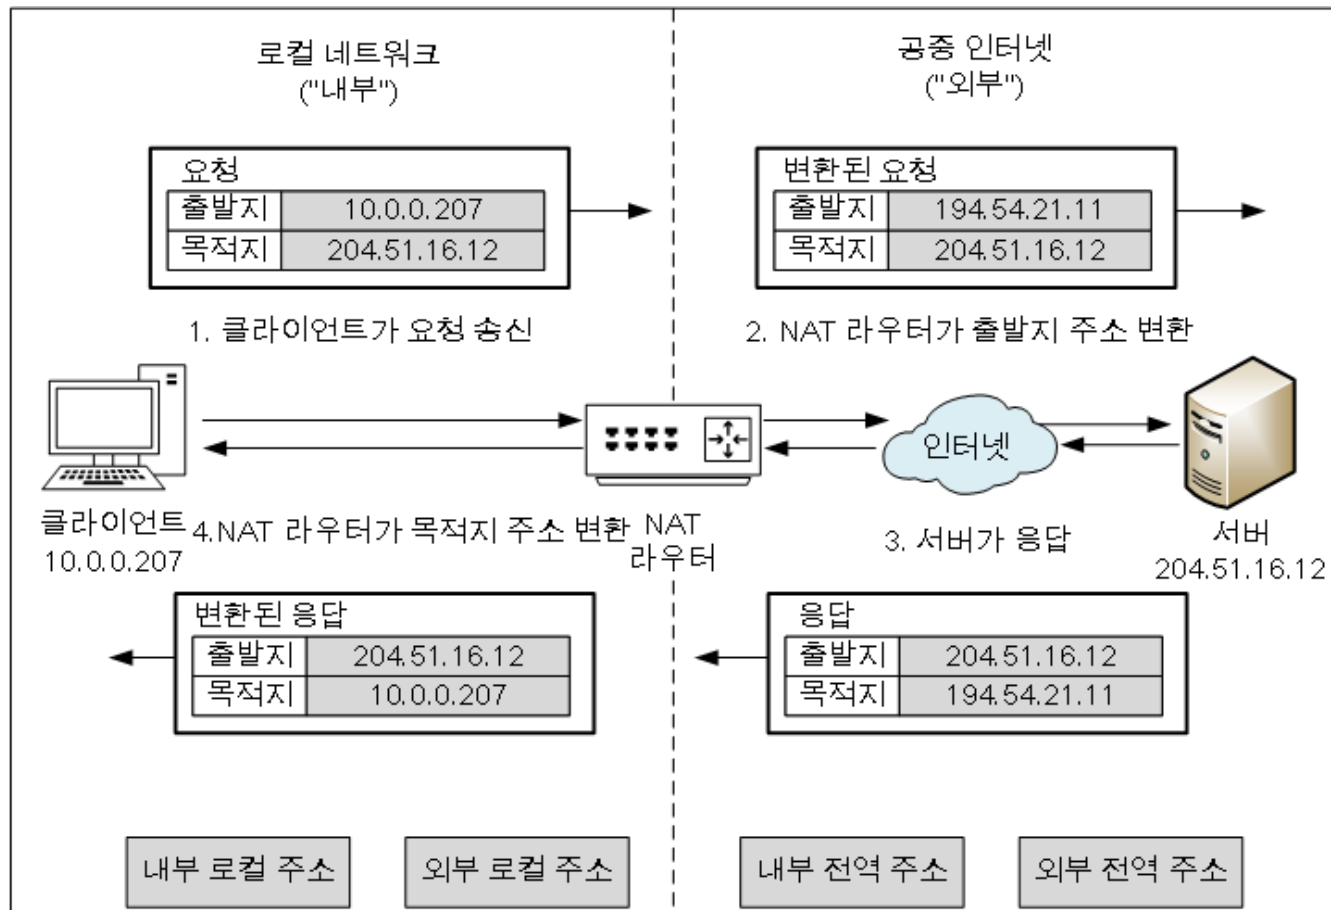 로컬 네트워크
("내부")
공중 인터넷
("외부")
요청
출발지 10.0.0.207
목적지 204.51.16.12
변환된 요청
출발지 194.54.21.11
목적지 204.51.16.12
1. 클라이언트가 요청 송신
2. NAT 라우터가 출발지 주소 변환
인터넷
클라이언트
10.0.0.207
4.NAT 라우터가 목적지 주소 변환
NAT
라우터
3. 서버가 응답
서버
204.51.16.12
변환된 응답
출발지 204.51.16.12
목적지 10.0.0.207
응답
출발지 204.51.16.12
목적지 194.54.21.11
내부 로컬 주소
외부 로컬 주소
내부 전역 주소
외부 전역 주소